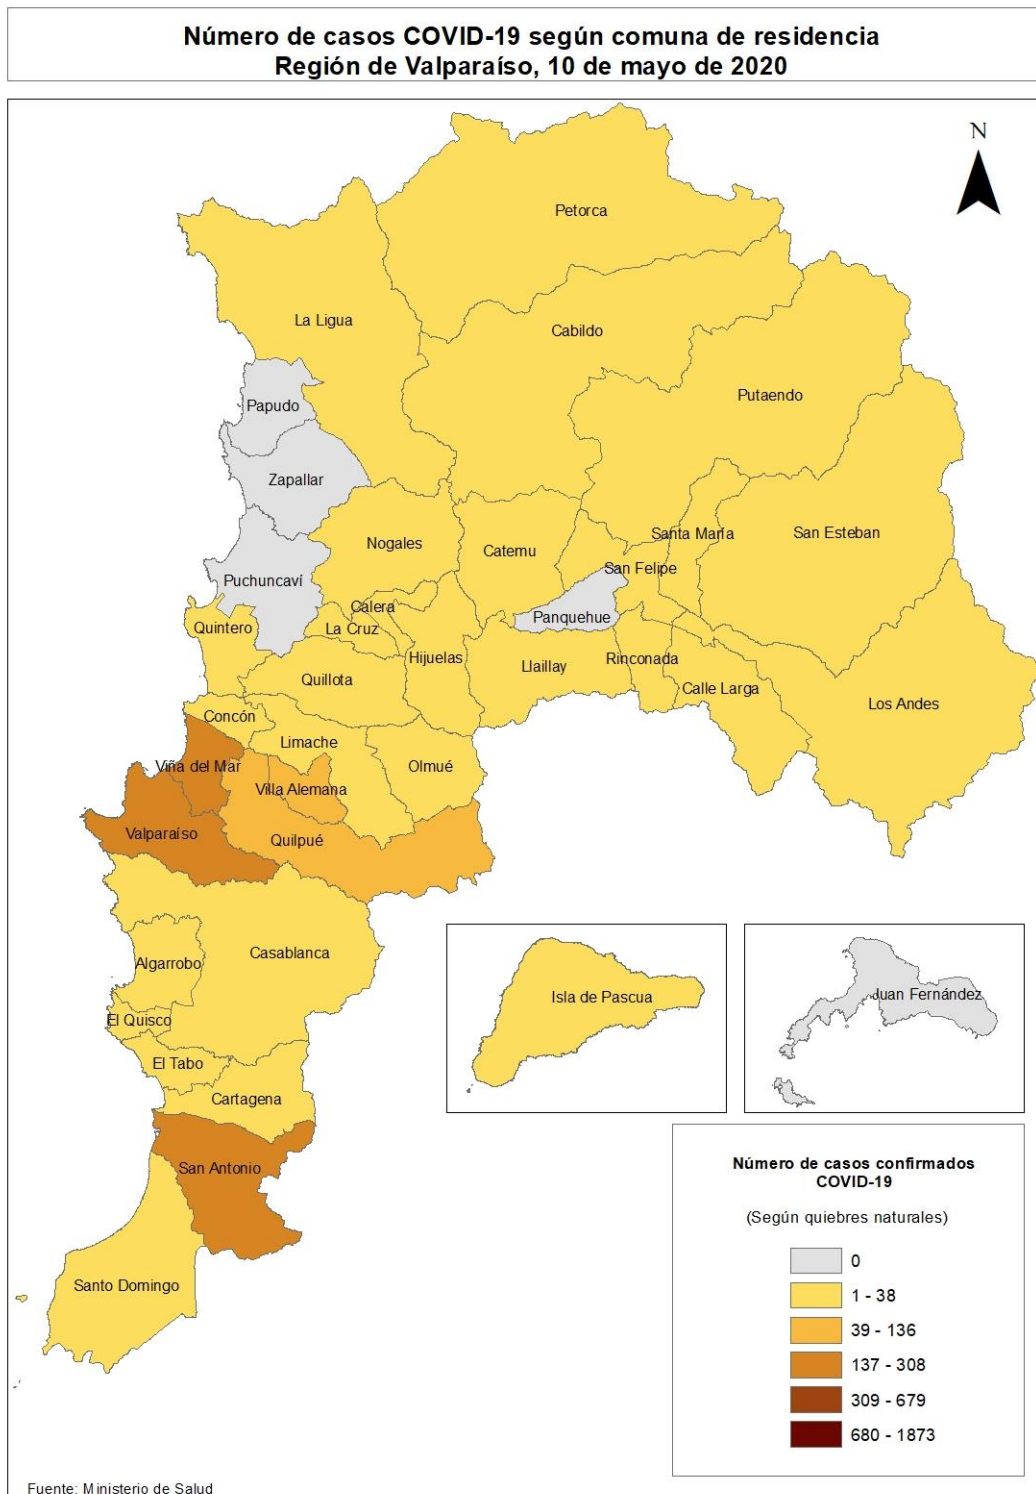 Número de casos COVID-19 según comuna de residencia
Región de Valparaíso, 10 de mayo de 2020
N
Petorca
La Ligua
Cabildo
Putaendo
Papudo
Zapallar
Nogales
Catemu
Santa María
San Esteban
San Felipe
Puchuncaví
Calera
Panquehue
Quintero
La Cruz
Hijuelas
Llaillay
Rinconada
Quillota
Calle Larga
Los Andes
Concón
Limache
Olmué
Viña del Mar
Villa Alemana
Valparaíso
Quilpué
Casablanca
Algarrobo
El Quisco
El Tabo
Cartagena
San Antonio
Santo Domingo
Isla de Pascua
Juan Fernández
Número de casos confirmados
COVID-19
(Según quiebres naturales)
0
1 - 38
39 - 136
137 - 308
309 - 679
680 - 1873
Fuente: Ministerio de Salud